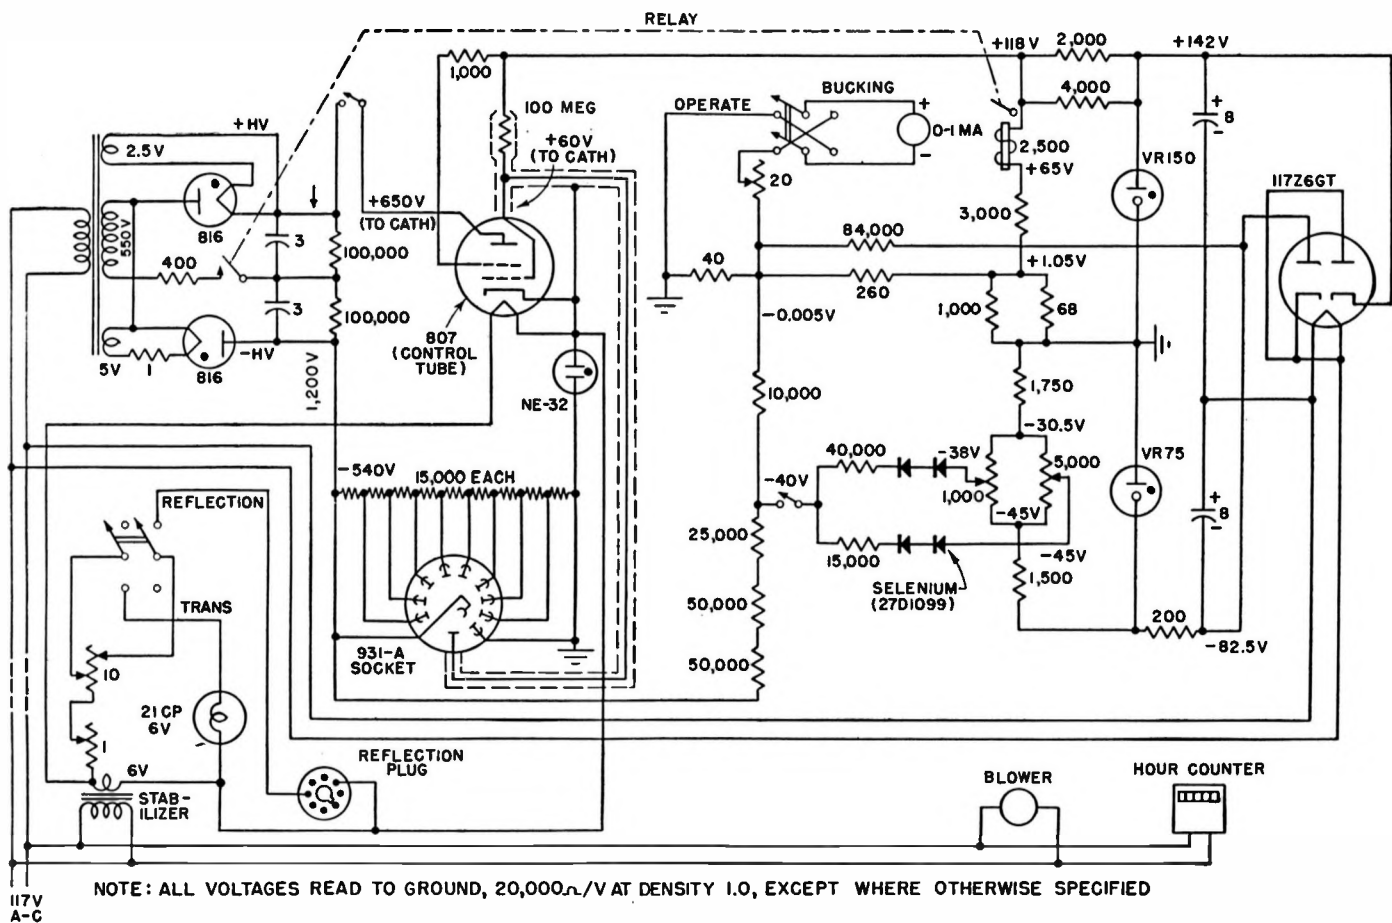 RELAY
+118V
2,000
+142V
1,000
4,000
BUCKING
OPERATE
100 MEG
+HV
+
8
-
+
0-1 MA
-
2.5V
+60V
(TO CATH)
2,500
+65V
VR150
20
117Z6GT
550V
816
3
+650V
(TO CATH)
3,000
84,000
400
100,000
40
+1.05V
260
3
100,000
-0.005V
1,000
68
807
(CONTROL
TUBE)
5V
1
816
-HV
1,200V
NE-32
10,000
1,750
-30.5V
VR75
-540V
15,000 EACH
40,000
-38V
5,000
REFLECTION
-40V
1,000
-45V
+
8
-
25,000
15,000
-45V
SELENIUM
(27D1099)
1,500
TRANS
50,000
200
-82.5V
931-A
SOCKET
50,000
10
21 CP
6V
1
REFLECTION
PLUG
6V
STAB-
ILIZER
BLOWER
HOUR COUNTER
NOTE: ALL VOLTAGES READ TO GROUND, 20,000Ω/V AT DENSITY 1.0, EXCEPT WHERE OTHERWISE SPECIFIED
117V
A-C